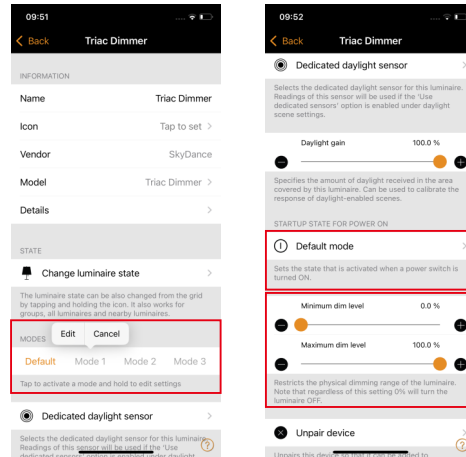 09:51
Back
Triac Dimmer
INFORMATION
Name Triac Dimmer
Icon Tap to set
Vendor SkyDance
Model Triac Dimmer
Details
STATE
Change luminaire state
The luminaire state can be also changed from the grid
by tapping and holding the icon. It also works for
groups, all luminaires and nearby luminaires.
MODES
Edit Cancel
Default Mode 1 Mode 2 Mode 3
Tap to activate a mode and hold to edit settings
Dedicated daylight sensor
Selects the dedicated daylight sensor for this luminaire.
Readings of this sensor will be used if the 'Use
dedicated sensors' option is enabled under daylight
?
09:52
Back
Triac Dimmer
Dedicated daylight sensor
Selects the dedicated daylight sensor for this luminaire.
Readings of this sensor will be used if the 'Use
dedicated sensors' option is enabled under daylight
scene settings.
Daylight gain 100.0 %
Specifies the amount of daylight received in the area
covered by this luminaire. Can be used to calibrate the
response of daylight-enabled scenes.
STARTUP STATE FOR POWER ON
Default mode
Sets the state that is activated when a power switch is
turned ON.
Minimum dim level 0.0 %
Maximum dim level 100.0 %
Restricts the physical dimming range of the luminaire.
Note that regardless of this setting 0% will turn the
luminaire OFF.
Unpair device
Unpairs this device so that it can be added to
?